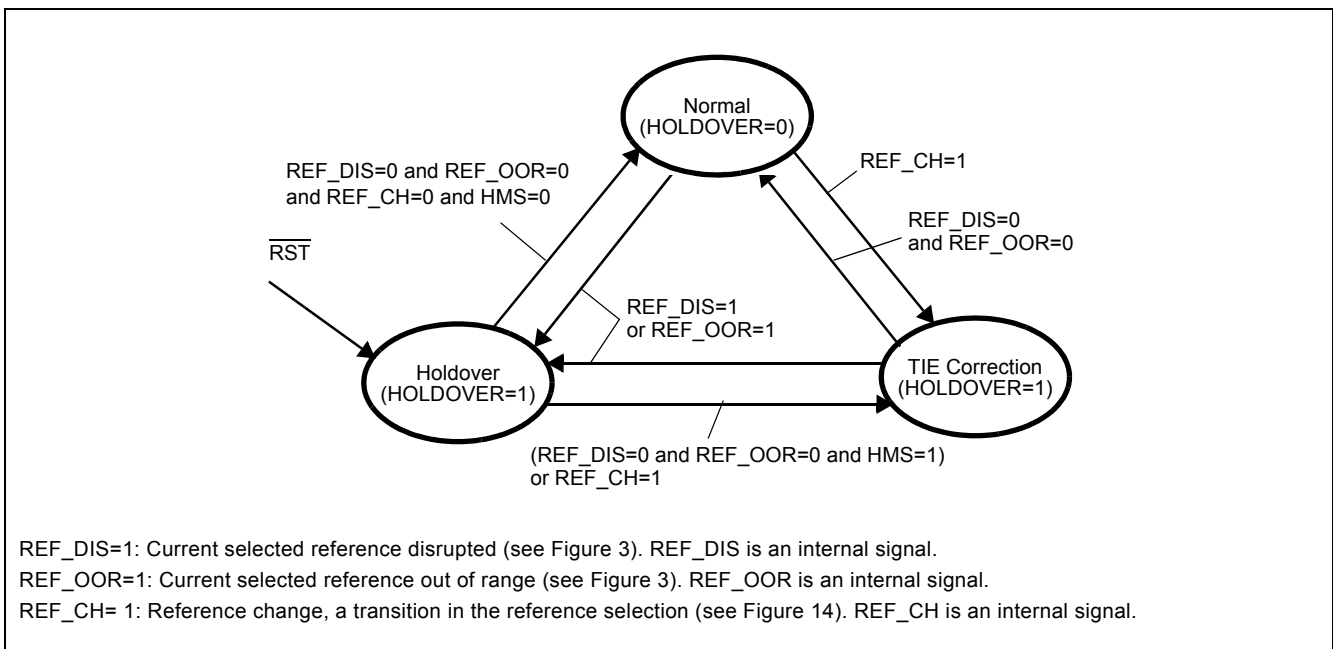 Normal
(HOLDOVER=0)
REF_CH=1
REF_DIS=0 and REF_OOR=0
and REF_CH=0 and HMS=0
REF_DIS=0
and REF_OOR=0
RST
REF_DIS=1
or REF_OOR=1
Holdover
(HOLDOVER=1)
TIE Correction
(HOLDOVER=1)
(REF_DIS=0 and REF_OOR=0 and HMS=1)
or REF_CH=1
REF_DIS=1: Current selected reference disrupted (see Figure 3). REF_DIS is an internal signal.
REF_OOR=1: Current selected reference out of range (see Figure 3). REF_OOR is an internal signal.
REF_CH= 1: Reference change, a transition in the reference selection (see Figure 14). REF_CH is an internal signal.